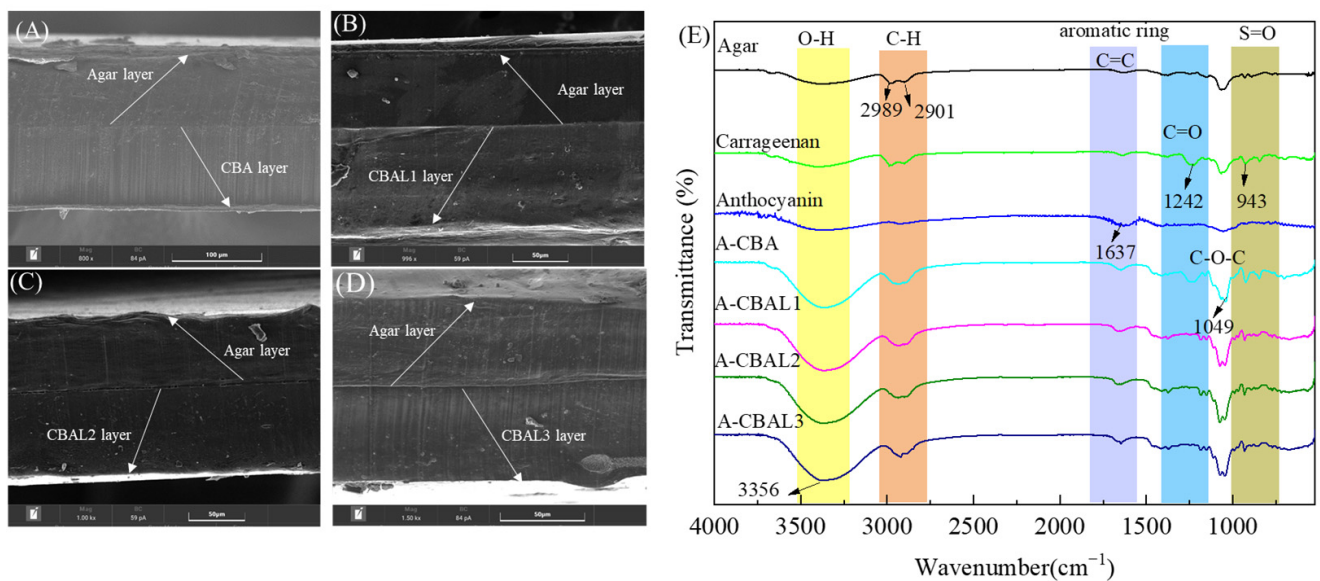 (A)
Agar layer
CBA layer
Mag
800 x
BC
84 pA
100 μm
(B)
Agar layer
CBAL1 layer
Mag
996 x
BC
59 pA
50μm
(C)
Agar layer
CBAL2 layer
Mag
1.00 kx
BC
50μm
(D)
Agar layer
CBAL3 layer
Mag
1.50 kx
BC
84 pA
50μm
(E)
O-H
C-H
aromatic ring
C=C
S=O
Agar
2989
2901
C=O
Carrageenan
1242
943
Anthocyanin
1637
A-CBA
C-O-C
A-CBAL1
1049
A-CBAL2
A-CBAL3
3356
Transmittance (%)
4000 3500 3000 2500 2000 1500 1000
Wavenumber(cm⁻¹)